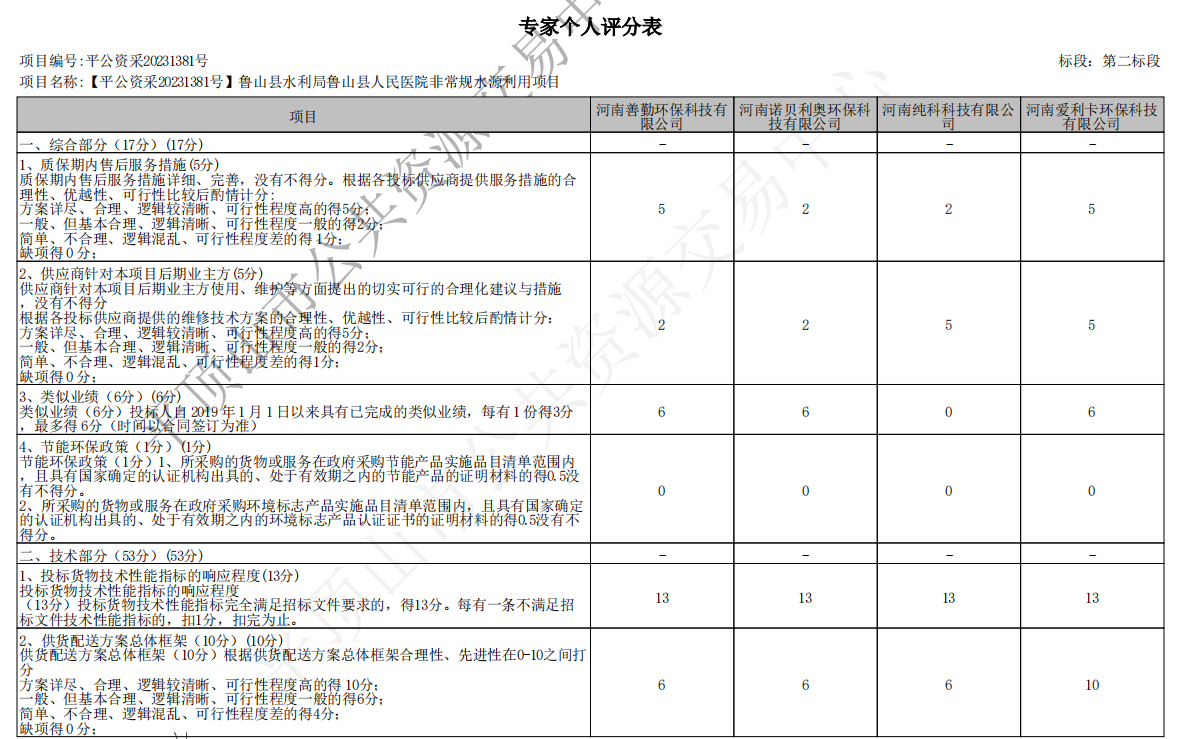 专家个人评分表
项目编号:平公资采20231381号
标段：第二标段
项目名称:【平公资采20231381号】鲁山县水利局鲁山县人民医院非常规水源利用项目
项目
河南善勤环保科技有
限公司
河南诺贝利奥环保科
技有限公司
河南纯科科技有限公
司
河南爱利卡环保科技
有限公司
一、综合部分（17分）(17分)
-
-
-
-
1、质保期内售后服务措施(5分)
质保期内售后服务措施详细、完善，没有不得分。根据各投标供应商提供服务措施的合
理性、优越性、可行性比较后酌情计分：
方案详尽、合理、逻辑较清晰、可行性程度高的得5分；
一般、但基本合理、逻辑清晰、可行性程度一般的得2分；
简单、不合理、逻辑混乱、可行性程度差的得 1分；
缺项得 0 分；
5
2
2
5
2、供应商针对本项目后期业主方(5分)
供应商针对本项目后期业主方使用、维护等方面提出的切实可行的合理化建议与措施
，没有不得分
根据各投标供应商提供的维修技术方案的合理性、优越性、可行性比较后酌情计分：
方案详尽、合理、逻辑较清晰、可行性程度高的得5分；
一般、但基本合理、逻辑清晰、可行性程度一般的得2分；
简单、不合理、逻辑混乱、可行性程度差的得1分；
缺项得 0 分；
2
2
5
5
3、类似业绩（6分）(6分)
类似业绩（6分）投标人自 2019 年 1 月 1 日以来具有已完成的类似业绩，每有 1 份得3分
，最多得 6分（时间以合同签订为准）
6
6
0
6
4、节能环保政策（1分）(1分)
节能环保政策（1分）1、所采购的货物或服务在政府采购节能产品实施品目清单范围内
，且具有国家确定的认证机构出具的、处于有效期之内的节能产品的证明材料的得0.5没
有不得分。
2、所采购的货物或服务在政府采购环境标志产品实施品目清单范围内，且具有国家确定
的认证机构出具的、处于有效期之内的环境标志产品认证证书的证明材料的得0.5没有不
得分。
0
0
0
0
二、技术部分（53分）(53分)
-
-
-
-
1、投标货物技术性能指标的响应程度(13分)
投标货物技术性能指标的响应程度
（13分）投标货物技术性能指标完全满足招标文件要求的，得13分。每有一条不满足招
标文件技术性能指标的，扣1分，扣完为止。
13
13
13
13
2、供货配送方案总体框架（10分）(10分)
供货配送方案总体框架（10分）根据供货配送方案总体框架合理性、先进性在0-10之间打
分
方案详尽、合理、逻辑较清晰、可行性程度高的得 10分；
一般、但基本合理、逻辑清晰、可行性程度一般的得6分；
简单、不合理、逻辑混乱、可行性程度差的得4分；
缺项得 0 分；
6
6
6
10
平顶山市公共资源交易中
平顶山市公共资源交易中心